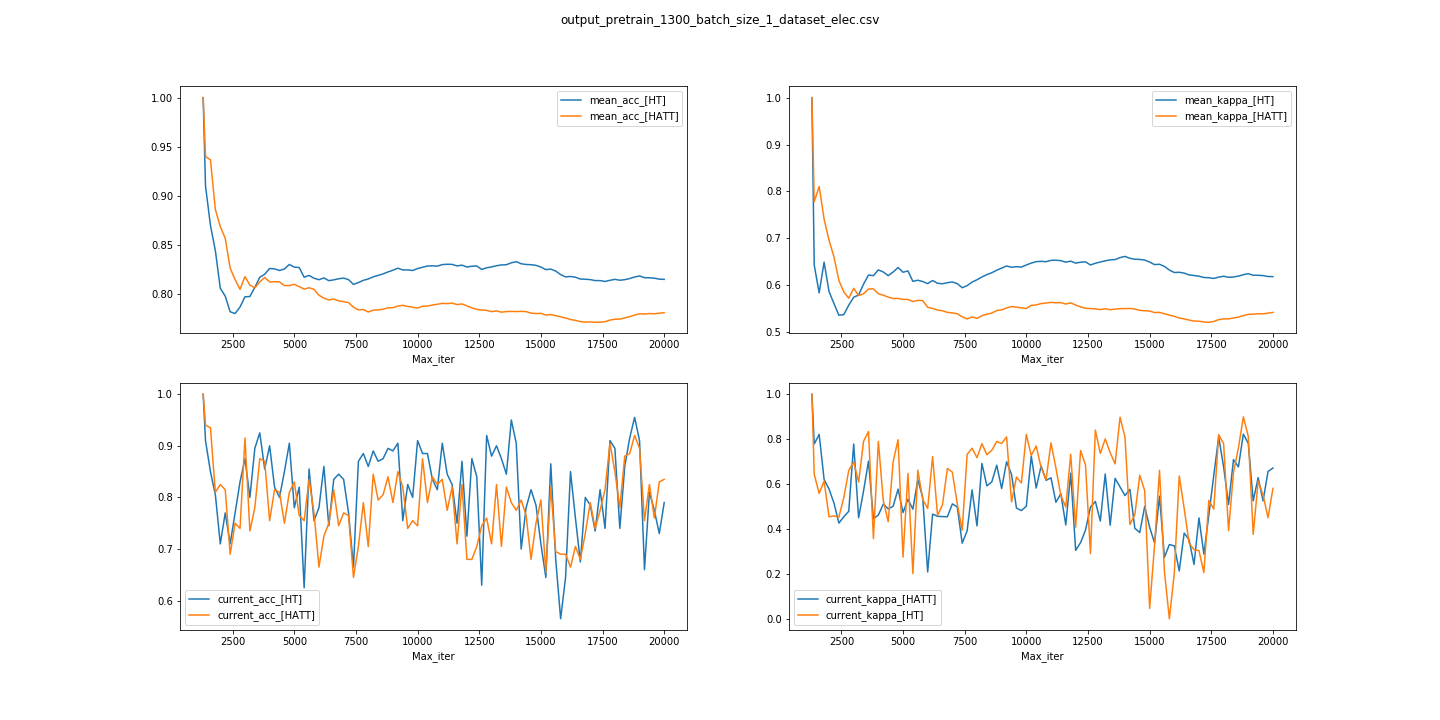 output_pretrain_1300_batch_size_1_dataset_elec.csv
mean_acc_[HT]
mean_acc_[HATT]
1.00
0.95
0.90
0.85
0.80
2500 5000 7500 10000 12500 15000 17500 20000
Max_iter
mean_kappa_[HT]
mean_kappa_[HATT]
1.0
0.9
0.8
0.7
0.6
0.5
2500 5000 7500 10000 12500 15000 17500 20000
Max_iter
1.0
0.9
0.8
0.7
0.6
current_acc_[HT]
current_acc_[HATT]
2500 5000 7500 10000 12500 15000 17500 20000
Max_iter
1.0
0.8
0.6
0.4
0.2
0.0
current_kappa_[HATT]
current_kappa_[HT]
2500 5000 7500 10000 12500 15000 17500 20000
Max_iter